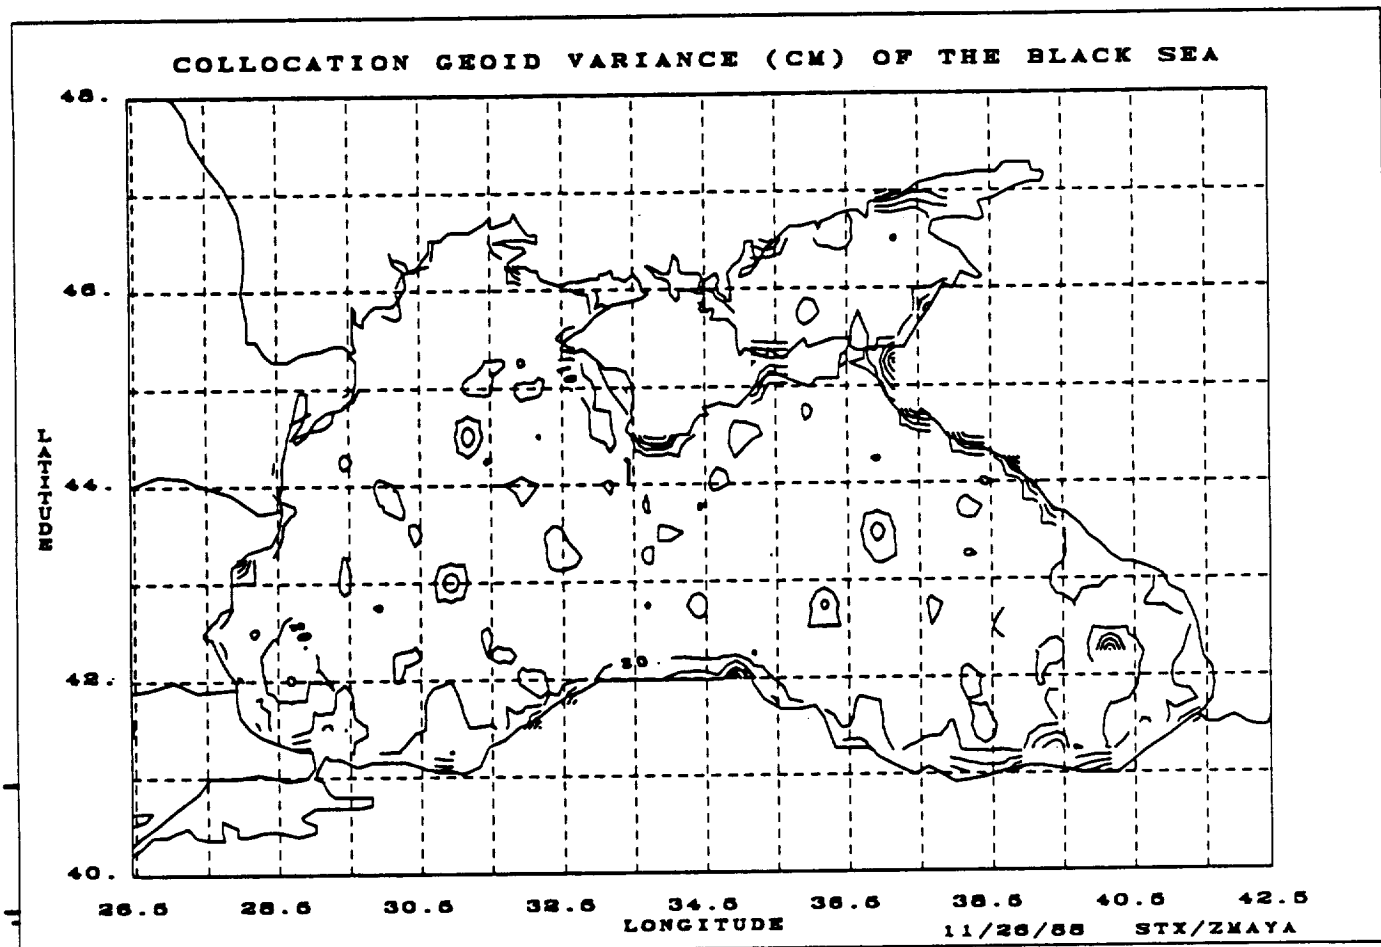 COLLOCATION GEOID VARIANCE (CM) OF THE BLACK SEA
48.
46.
44.
42.
40.
LATITUDE
20
26.5 28.5 30.5 32.5 34.5 36.5 38.5 40.5 42.5
LONGITUDE
11/26/88 STX/ZMAYA